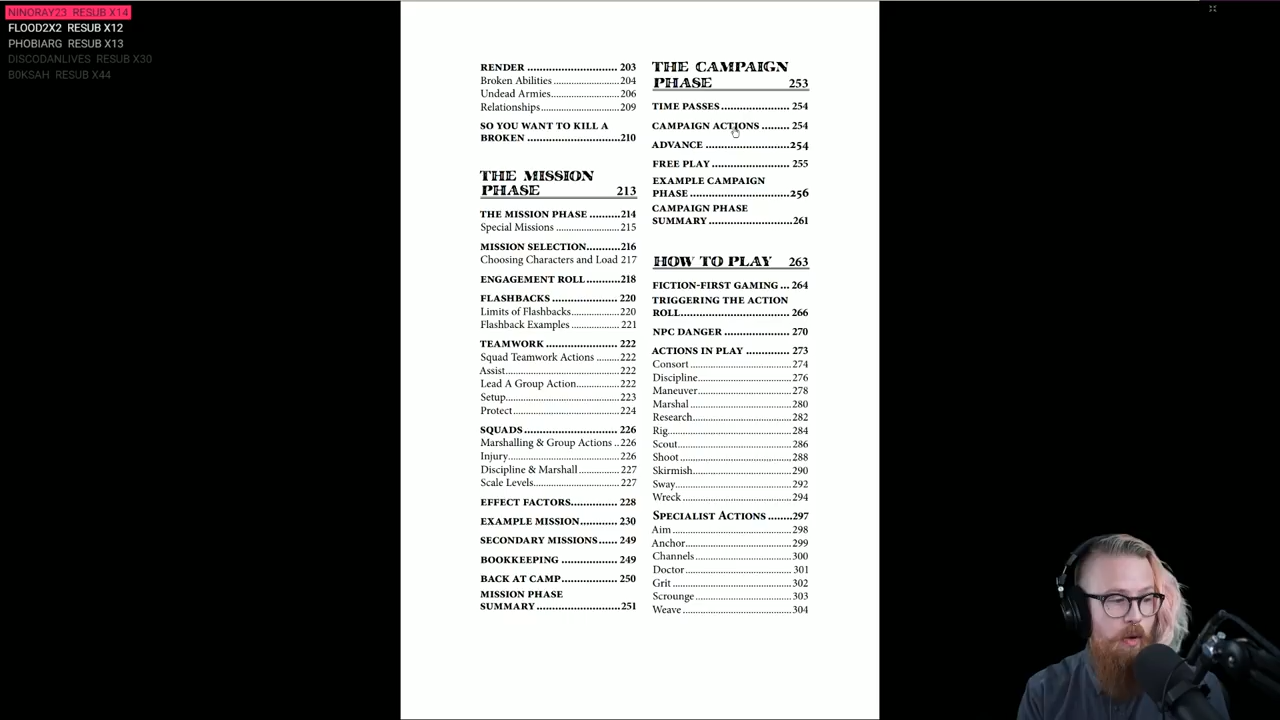 NINORAY23 RESUB X14
FLOOD2X2 RESUB X12
PHOBIARG RESUB X13
DISCODANLIVES RESUB X30
B0KSAH RESUB X44
RENDER ............................ 203
Broken Abilities ........................ 204
Undead Armies........................ 206
Relationships............................ 209
SO YOU WANT TO KILL A
BROKEN ............................210
THE MISSION
PHASE 213
THE MISSION PHASE ..........214
Special Missions ......................215
MISSION SELECTION...........216
Choosing Characters and Load 217
ENGAGEMENT ROLL...........218
FLASHBACKS ...................... 220
Limits of Flashbacks.................220
Flashback Examples .................221
TEAMWORK ....................... 222
Squad Teamwork Actions .........222
Assist.........................................222
Lead A Group Action...............222
Setup.........................................223
Protect......................................224
SQUADS .............................. 226
Marshalling & Group Actions ..226
Injury........................................226
Discipline & Marshall ..............227
Scale Levels..............................227
EFFECT FACTORS............... 228
EXAMPLE MISSION............ 230
SECONDARY MISSIONS...... 249
BOOKKEEPING .................. 249
BACK AT CAMP.................. 250
MISSION PHASE
SUMMARY ..........................251
THE CAMPAIGN
PHASE 253
TIME PASSES...................... 254
CAMPAIGN ACTIONS ......... 254
ADVANCE ..........................254
FREE PLAY ........................ 255
EXAMPLE CAMPAIGN
PHASE ...............................256
CAMPAIGN PHASE
SUMMARY ..........................261
HOW TO PLAY 263
FICTION-FIRST GAMING ... 264
TRIGGERING THE ACTION
ROLL.................................. 266
NPC DANGER ..................... 270
ACTIONS IN PLAY .............. 273
Consort .................................... 274
Discipline................................. 276
Maneuver................................. 278
Marshal .................................... 280
Research................................... 282
Rig............................................ 284
Scout........................................ 286
Shoot ....................................... 288
Skirmish................................... 290
Sway......................................... 292
Wreck ...................................... 294
SPECIALIST ACTIONS ........297
Aim .......................................... 298
Anchor..................................... 299
Channels .................................. 300
Doctor ..................................... 301
Grit .......................................... 302
Scrounge .................................. 303
Weave....................................... 304